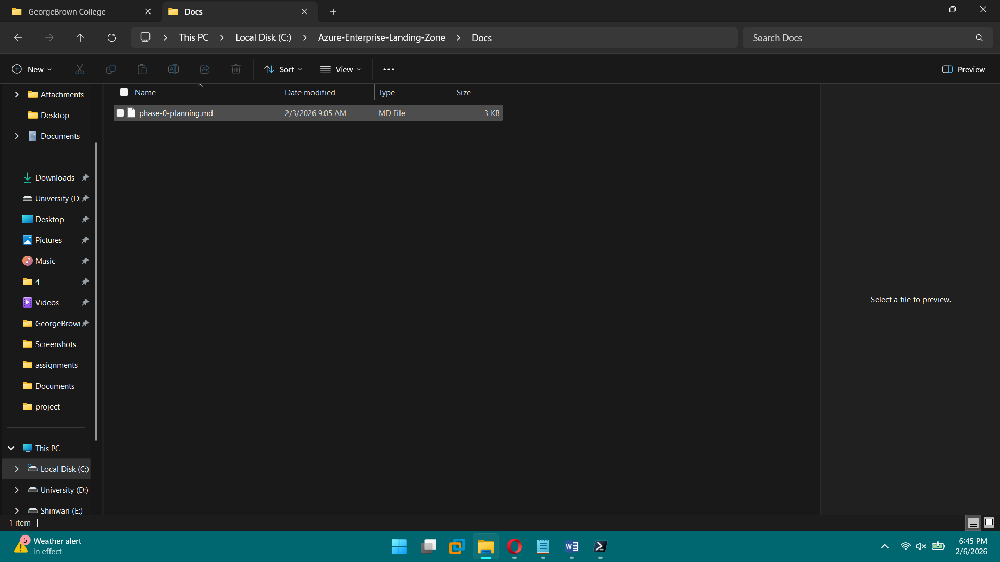 GeorgeBrown College
Docs
This PC
Local Disk (C:)
Azure-Enterprise-Landing-Zone
Docs
Search Docs
New
Sort
View
Preview
Attachments
Desktop
Documents
Downloads
University (D:
Desktop
Pictures
Music
4
Videos
GeorgeBrow
Screenshots
assignments
Documents
project
This PC
Local Disk (C:)
University (D:)
Shinwari (E:)
Name
Date modified
Type
Size
phase-0-planning.md
2/3/2026 9:05 AM
MD File
3 KB
Select a file to preview.
1 item
5
Weather alert
In effect
6:45 PM
2/6/2026